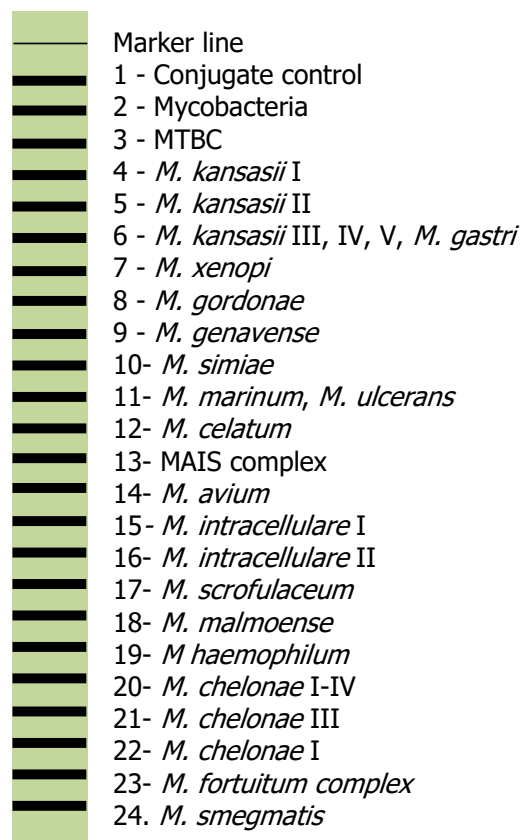 Marker line
1 - Conjugate control
2 - Mycobacteria
3 - MTBC
4 - M. kansasii I
5 - M. kansasii II
6 - M. kansasii III, IV, V, M. gastri
7 - M. xenopi
8 - M. gordonae
9 - M. genavense
10- M. simiae
11- M. marinum, M. ulcerans
12- M. celatum
13- MAIS complex
14- M. avium
15- M. intracellulare I
16- M. intracellulare II
17- M. scrofulaceum
18- M. malmoense
19- M haemophilum
20- M. chelonae I-IV
21- M. chelonae III
22- M. chelonae I
23- M. fortuitum complex
24. M. smegmatis